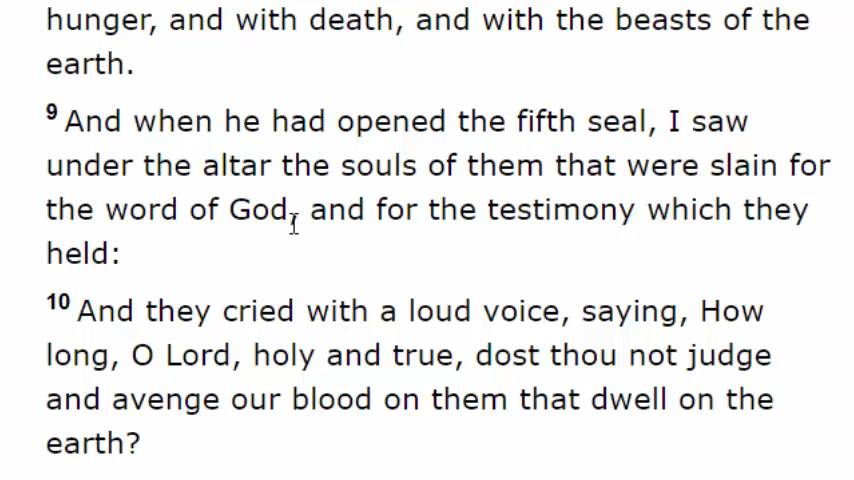 hunger, and with death, and with the beasts of the
earth.
9 And when he had opened the fifth seal, I saw
under the altar the souls of them that were slain for
the word of God, and for the testimony which they
held:
10 And they cried with a loud voice, saying, How
long, O Lord, holy and true, dost thou not judge
and avenge our blood on them that dwell on the
earth?